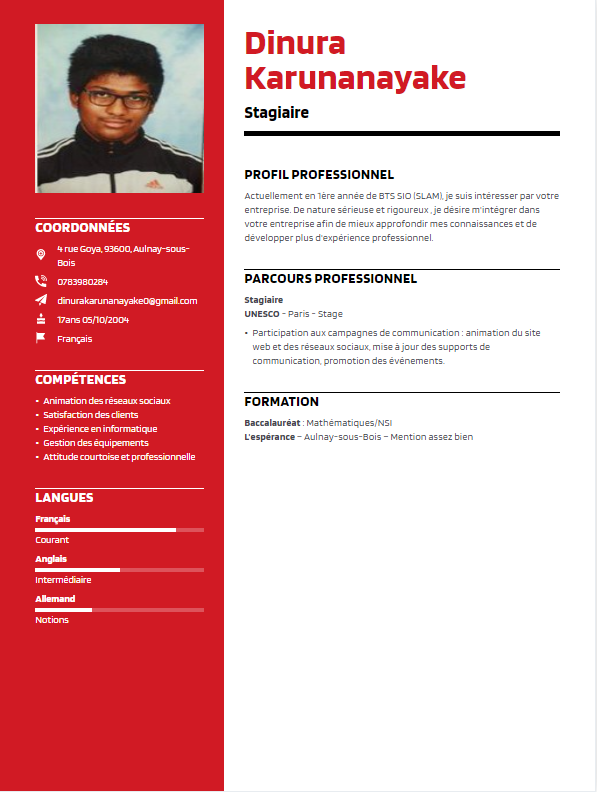 Dinura
Karunanayake
Stagiaire
COORDONNÉES
4 rue Goya, 93600, Aulnay-sous-
Bois
0783980284
dinurakarunanayake0@gmail.com
17ans 05/10/2004
Français
COMPÉTENCES
• Animation des réseaux sociaux
• Satisfaction des clients
• Expérience en informatique
• Gestion des équipements
• Attitude courtoise et professionnelle
LANGUES
Français
Courant
Anglais
Intermédiaire
Allemand
Notions
PROFIL PROFESSIONNEL
Actuellement en 1ère année de BTS SIO (SLAM), je suis intéresser par votre
entreprise. De nature sérieuse et rigoureux , je désire m'intégrer dans
votre entreprise afin de mieux approfondir mes connaissances et de
développer plus d'expérience professionnel.
PARCOURS PROFESSIONNEL
Stagiaire
UNESCO - Paris - Stage
• Participation aux campagnes de communication : animation du site
web et des réseaux sociaux, mise à jour des supports de
communication, promotion des événements.
FORMATION
Baccalauréat : Mathématiques/NSI
L'espérance – Aulnay-sous-Bois – Mention assez bien